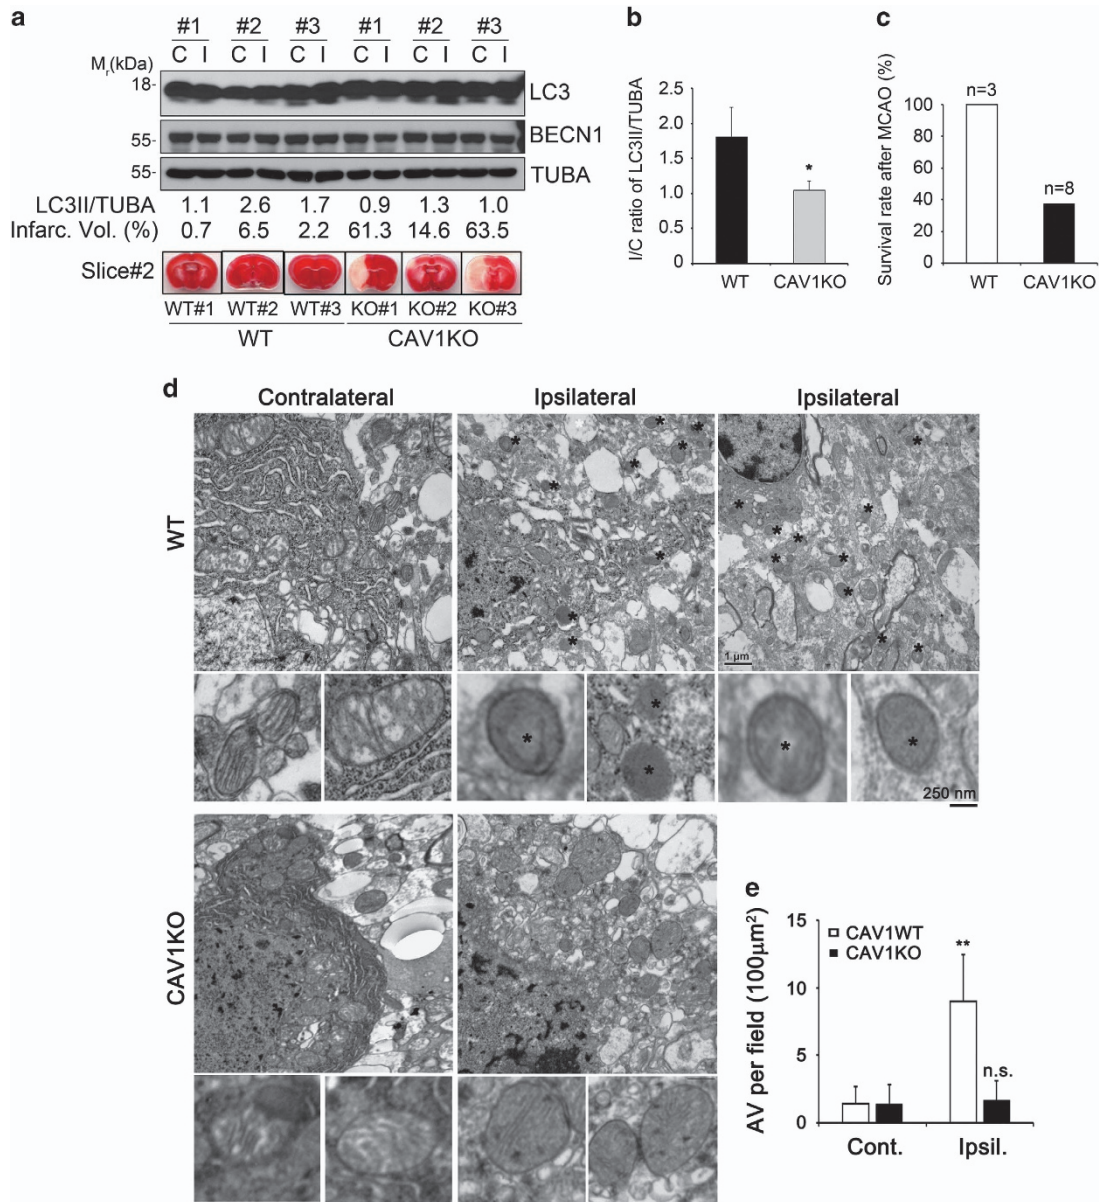 a
#1 #2 #3 #1 #2 #3
C I C I C I C I C I C I
Mr(kDa)
18- LC3
55- BECN1
55- TUBA
LC3II/TUBA 1.1 2.6 1.7 0.9 1.3 1.0
Infarc. Vol. (%) 0.7 6.5 2.2 61.3 14.6 63.5
Slice#2
WT#1 WT#2 WT#3 KO#1 KO#2 KO#3
WT CAV1KO
b
I/C ratio of LC3II/TUBA
2.5
2.0
1.5
1.0
0.5
0
*
WT CAV1KO
c
Survival rate after MCAO (%)
100
80
60
40
20
0
n=3
n=8
WT CAV1KO
d
Contralateral Ipsilateral Ipsilateral
WT
* * * * * * * * *
* * * * * * * * * * *
1 µm
* * * * *
250 nm
CAV1KO
e
AV per field (100µm²)
15
10
5
0
CAV1WT
CAV1KO
**
n.s.
Cont. Ipsil.